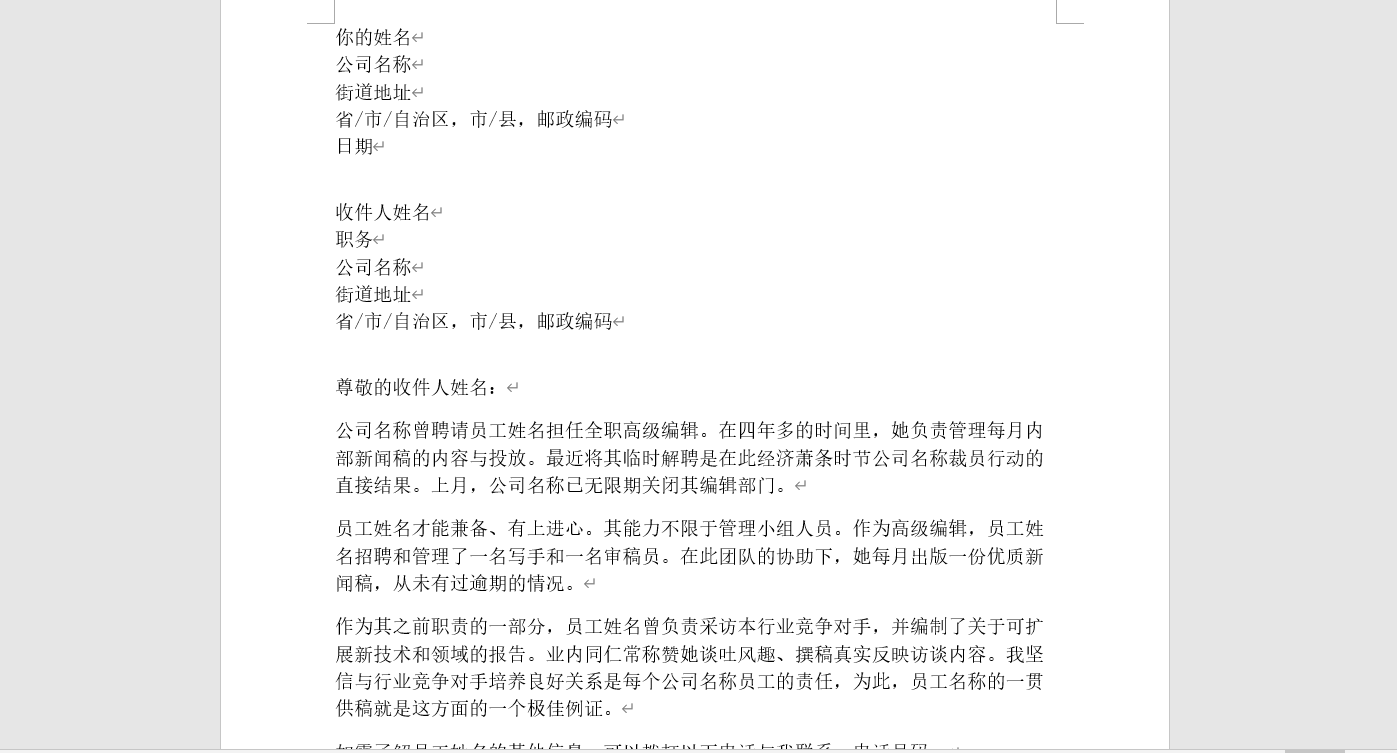 你的姓名
公司名称
街道地址
省/市/自治区，市/县，邮政编码
日期
收件人姓名
职务
公司名称
街道地址
省/市/自治区，市/县，邮政编码
尊敬的收件人姓名：
公司名称曾聘请员工姓名担任全职高级编辑。在四年多的时间里，她负责管理每月内
部新闻稿的内容与投放。最近将其临时解聘是在此经济萧条时节公司名称裁员行动的
直接结果。上月，公司名称已无限期关闭其编辑部门。
员工姓名才能兼备、有上进心。其能力不限于管理小组人员。作为高级编辑，员工姓
名招聘和管理了一名写手和一名审稿员。在此团队的协助下，她每月出版一份优质新
闻稿，从未有过逾期的情况。
作为其之前职责的一部分，员工姓名曾负责采访本行业竞争对手，并编制了关于可扩
展新技术和领域的报告。业内同仁常称赞她谈吐风趣、撰稿真实反映访谈内容。我坚
信与行业竞争对手培养良好关系是每个公司名称员工的责任，为此，员工名称的一贯
供稿就是这方面的一个极佳例证。